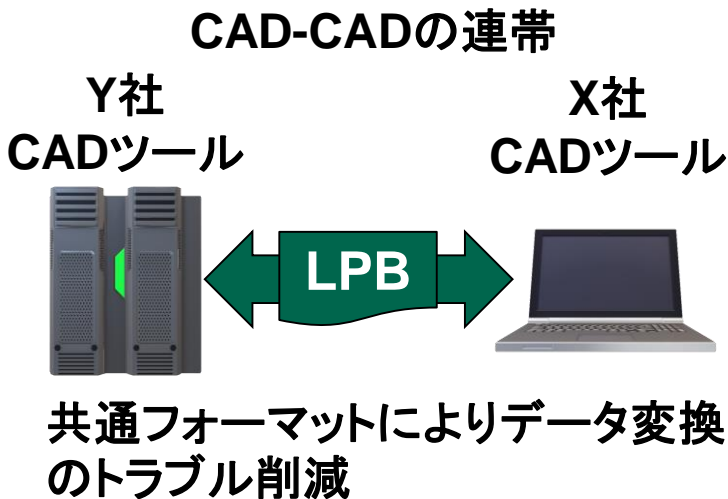 CAD-CADの連帯
Y社
CADツール
X社
CADツール
LPB
共通フォーマットによりデータ変換
のトラブル削減